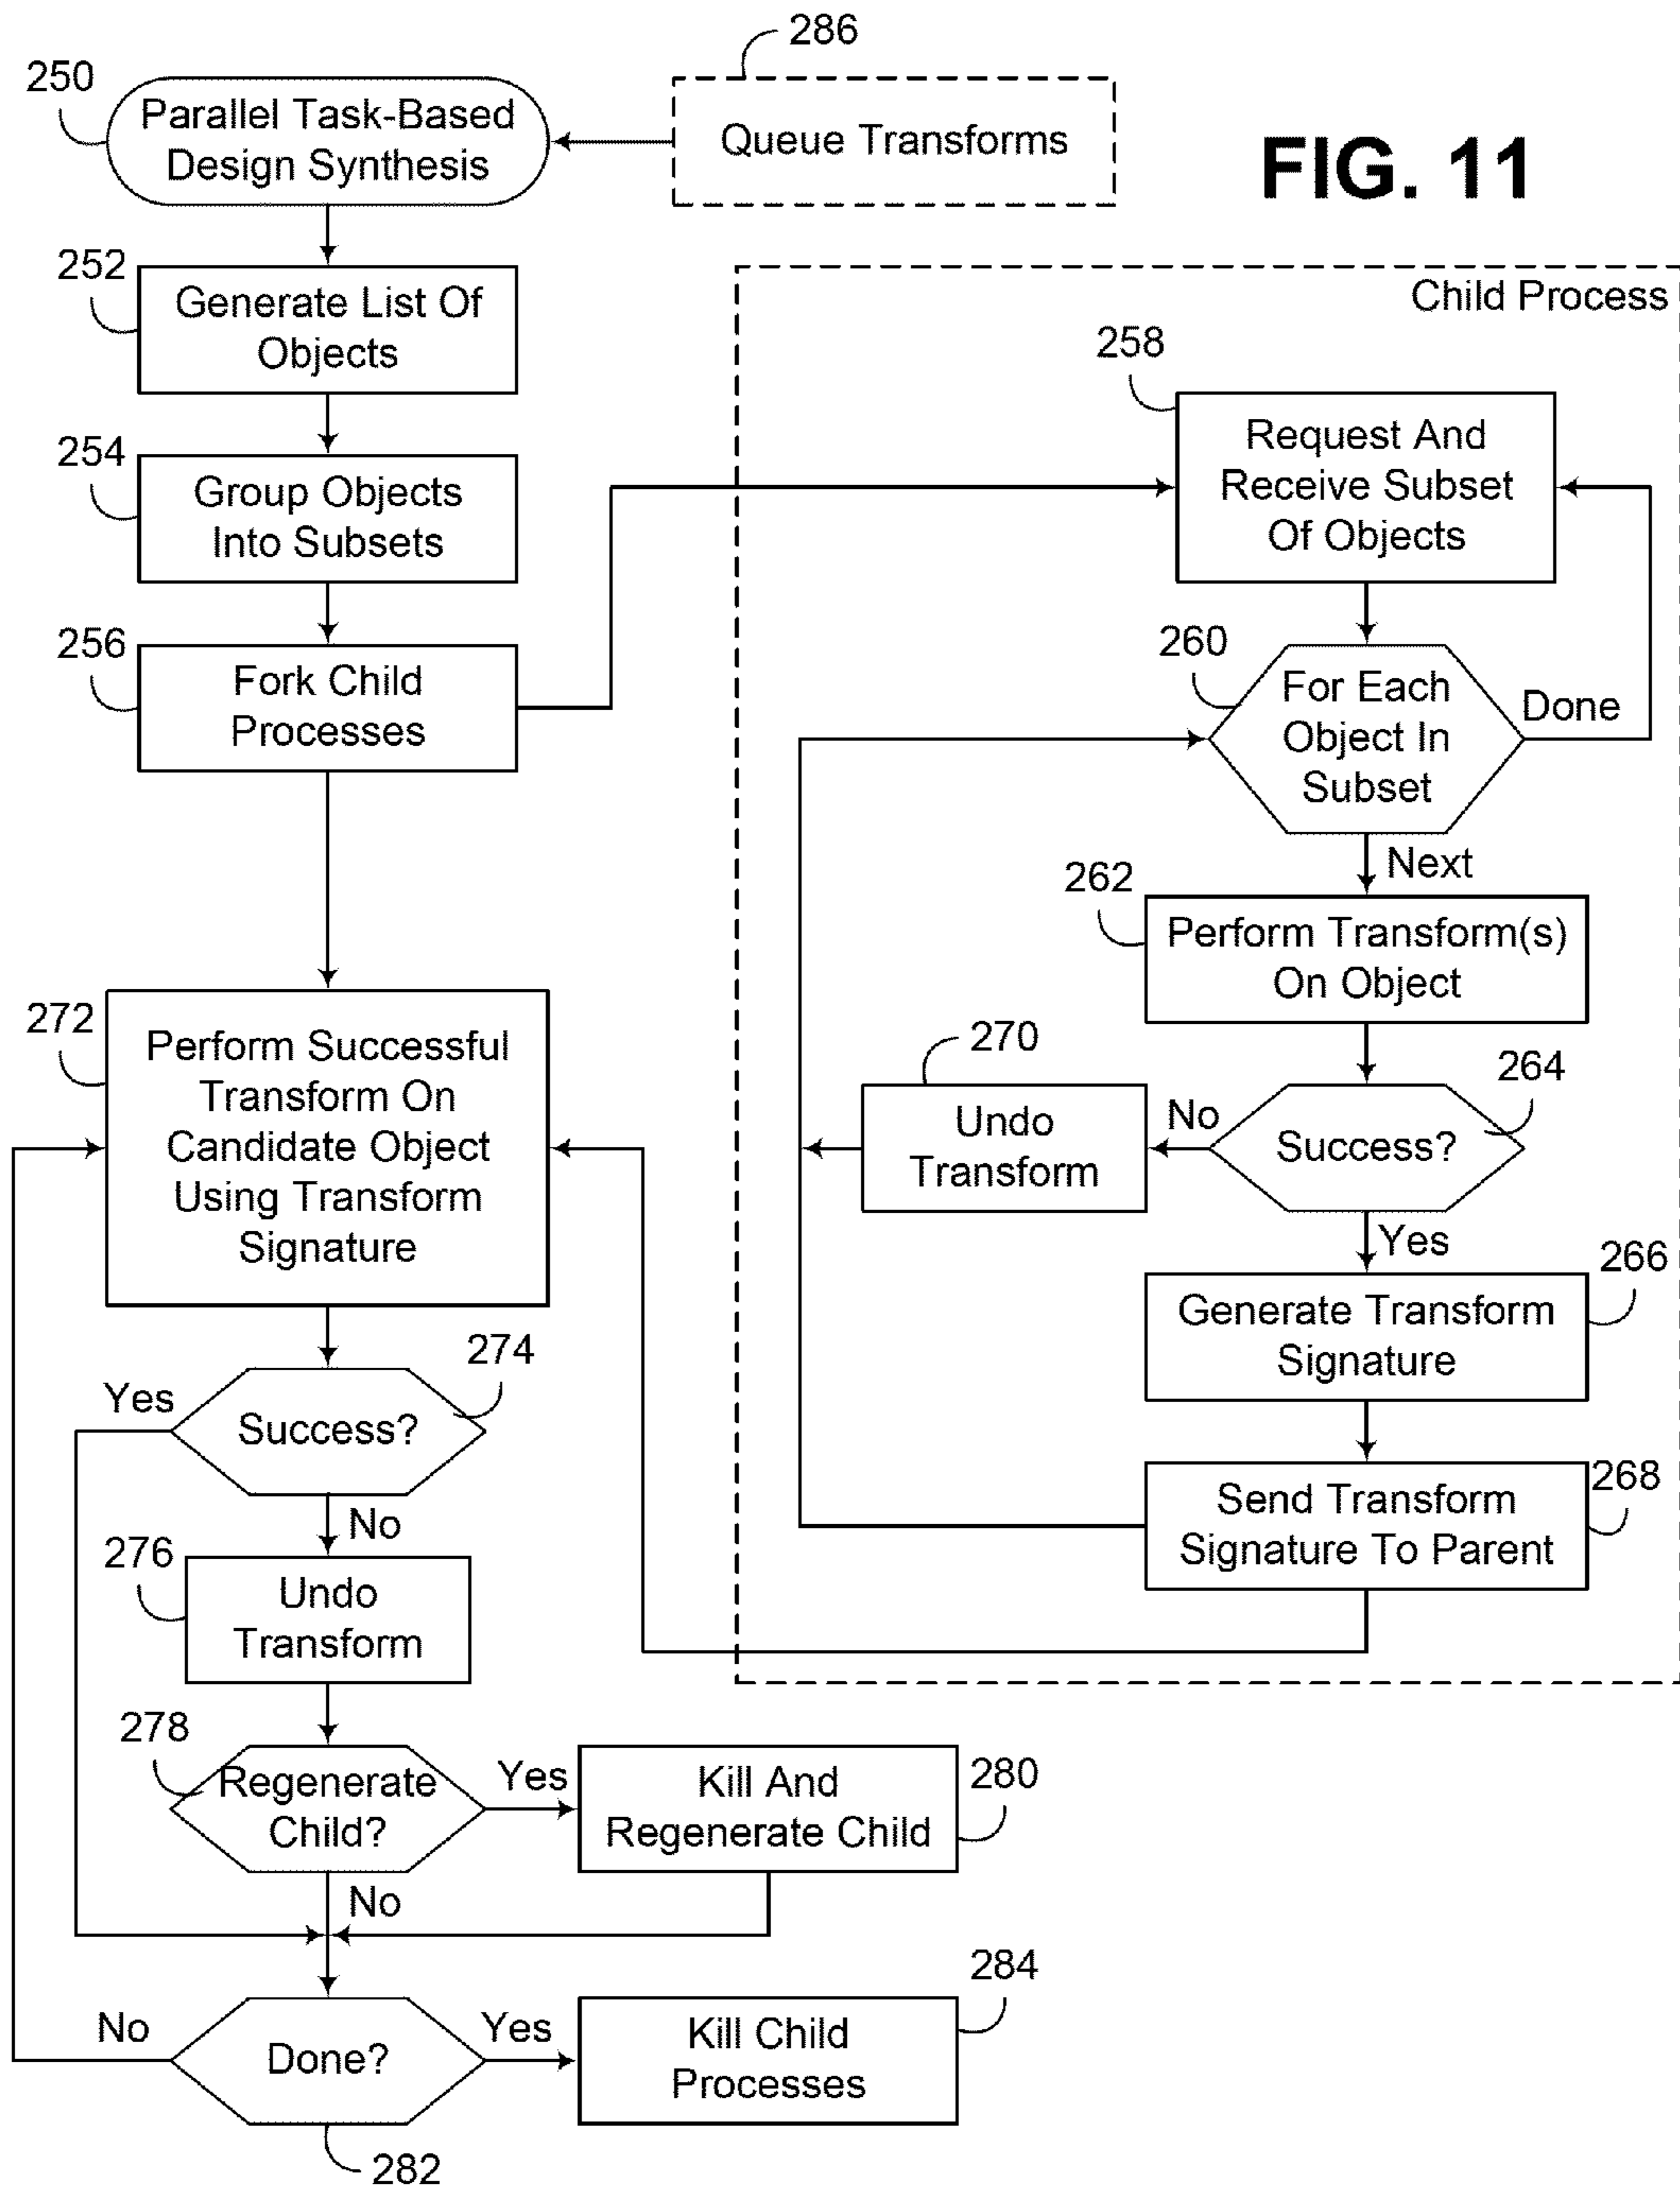 286
250
Parallel Task-Based
Design Synthesis
Queue Transforms
FIG. 11
252
Generate List Of
Objects
254
Group Objects
Into Subsets
256
Fork Child
Processes
Child Process
258
Request And
Receive Subset
Of Objects
260
For Each
Object In
Subset
Done
Next
262
Perform Transform(s)
On Object
264
Success?
No
270
Undo
Transform
Yes
266
Generate Transform
Signature
268
Send Transform
Signature To Parent
272
Perform Successful
Transform On
Candidate Object
Using Transform
Signature
274
Yes
Success?
No
276
Undo
Transform
278
Regenerate
Child?
Yes
Kill And
Regenerate Child
280
No
No
Done?
Yes
284
Kill Child
Processes
282